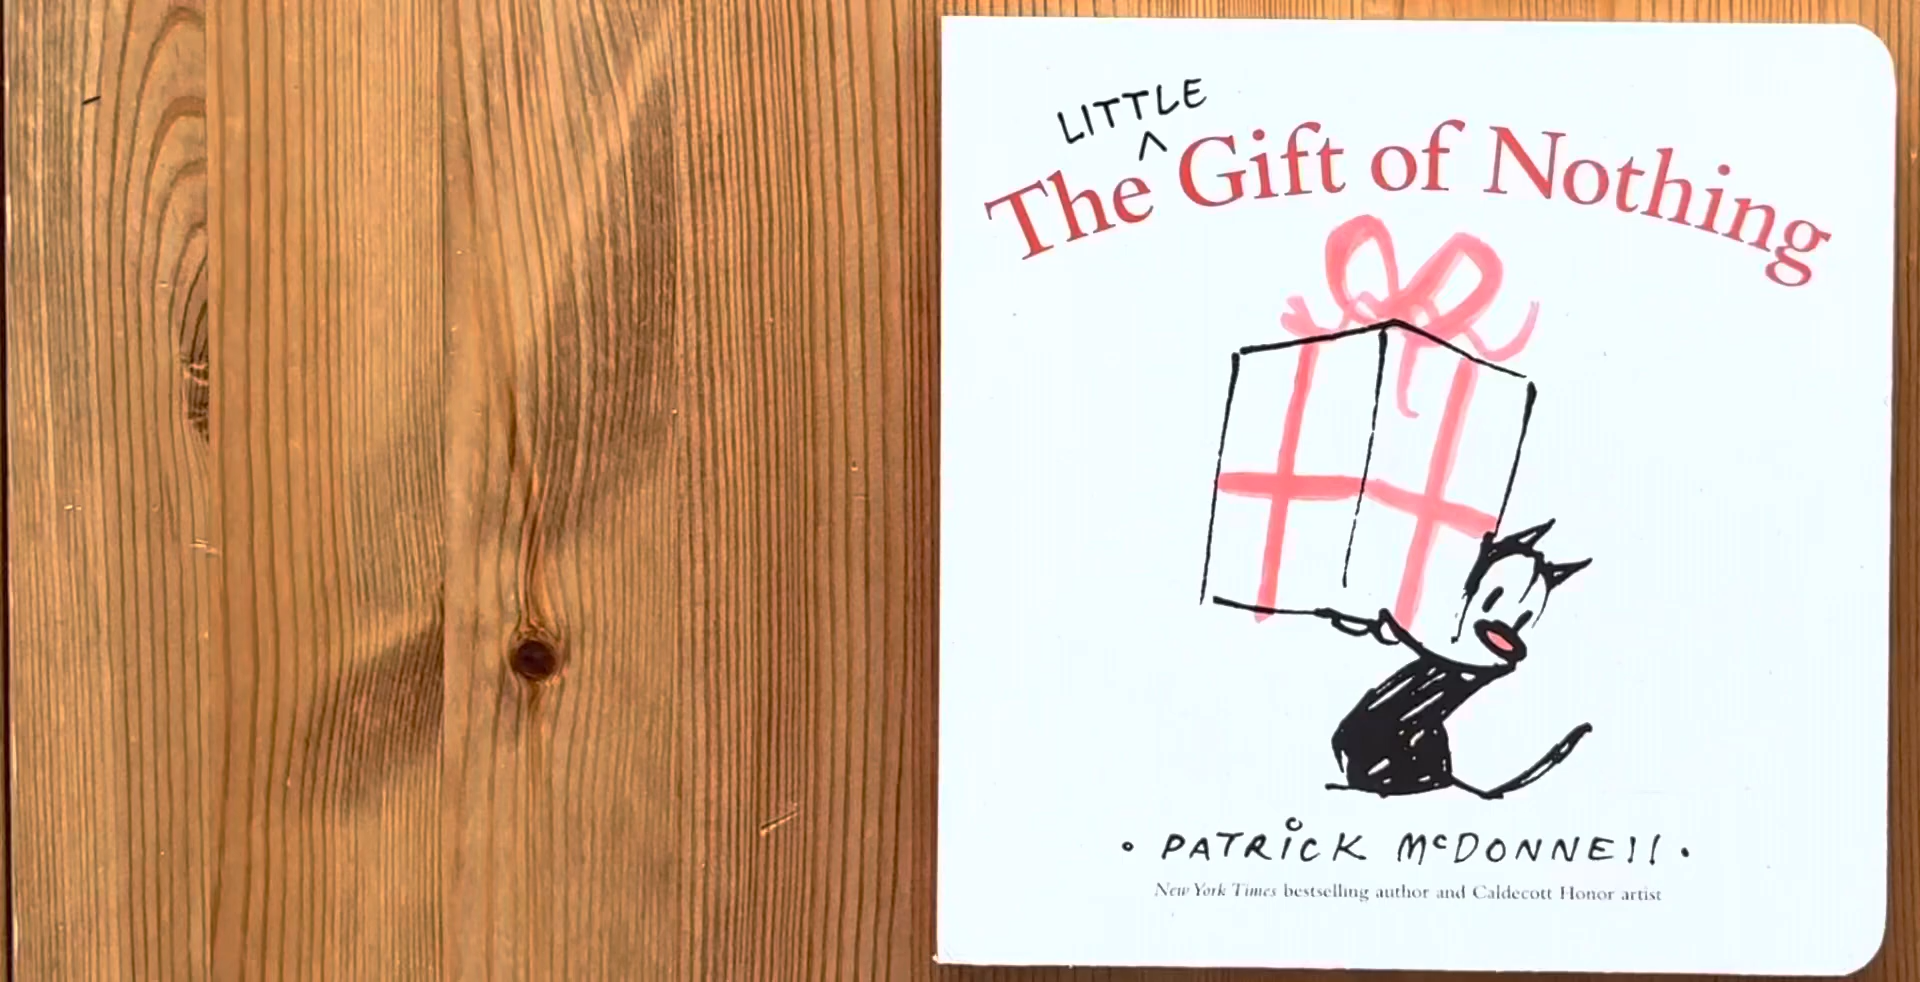 LITTLE
The ^ Gift of Nothing
• PATRICK McDONNEll •
New York Times bestselling author and Caldecott Honor artist